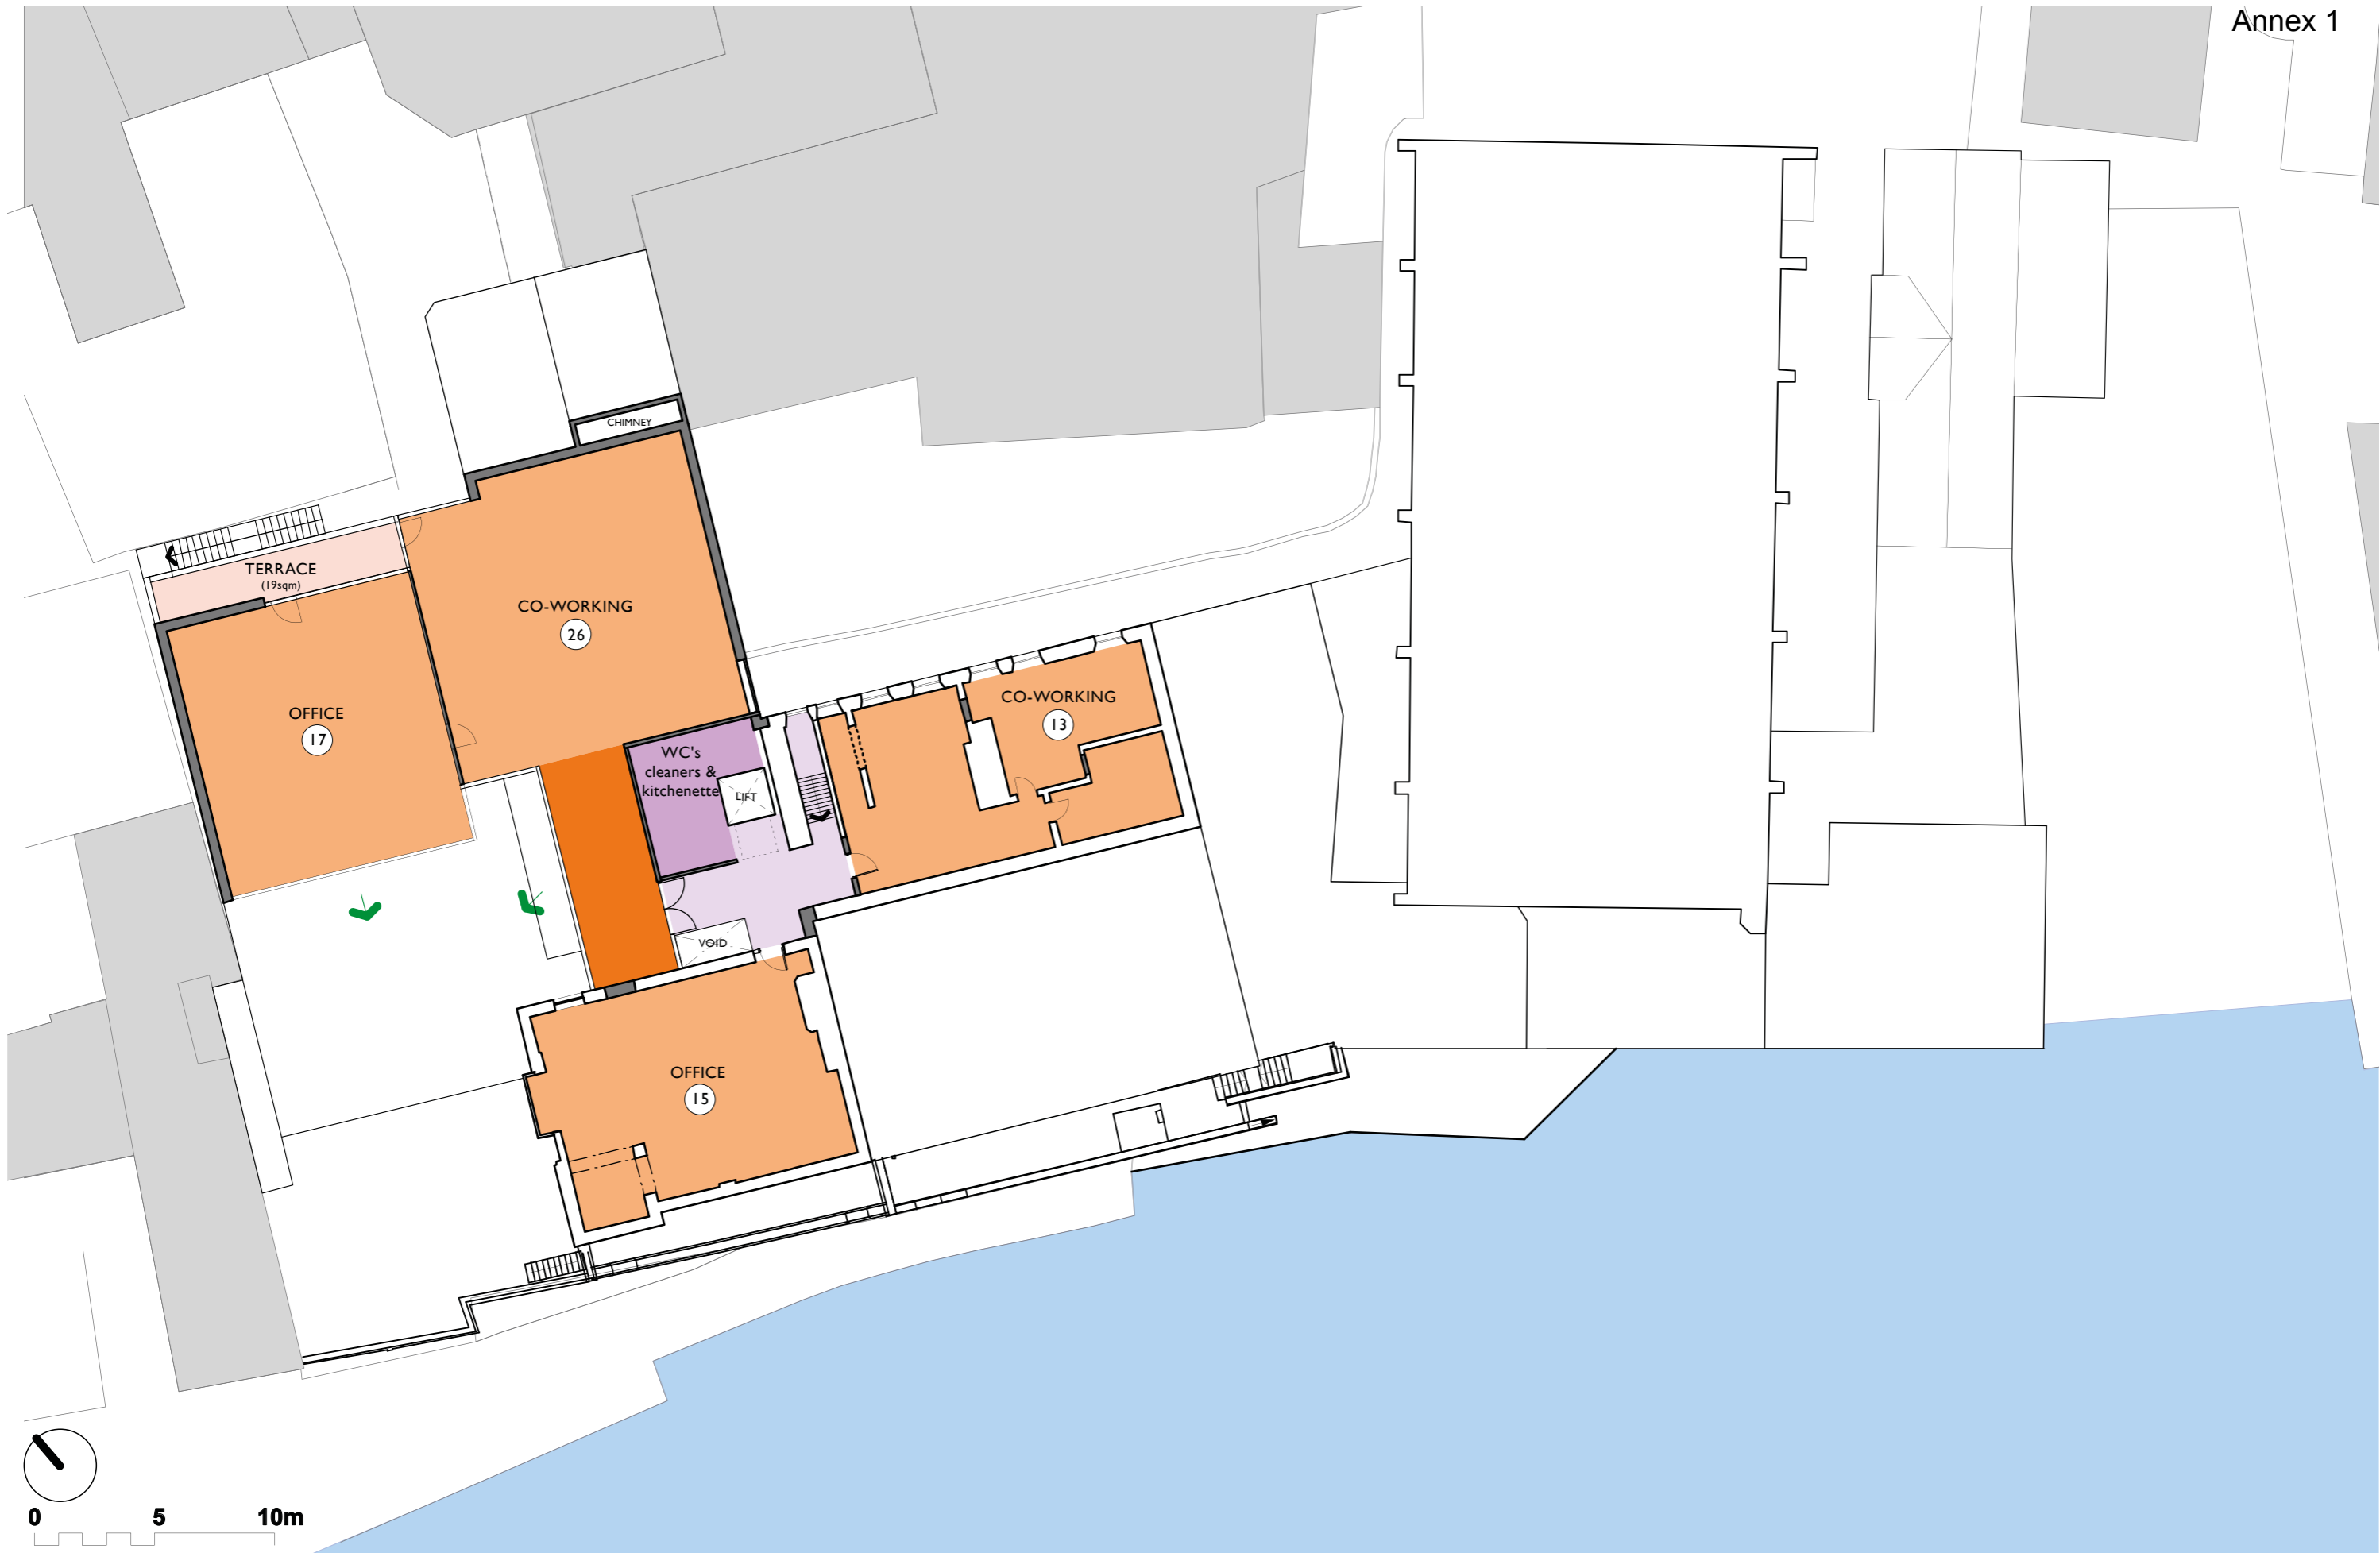 Annex 1
CHIMNEY
TERRACE
(19sqm)
CO-WORKING
26
OFFICE
17
CO-WORKING
13
WC's
cleaners &
kitchenette
LIFT
VOID
OFFICE
15
0 5 10m